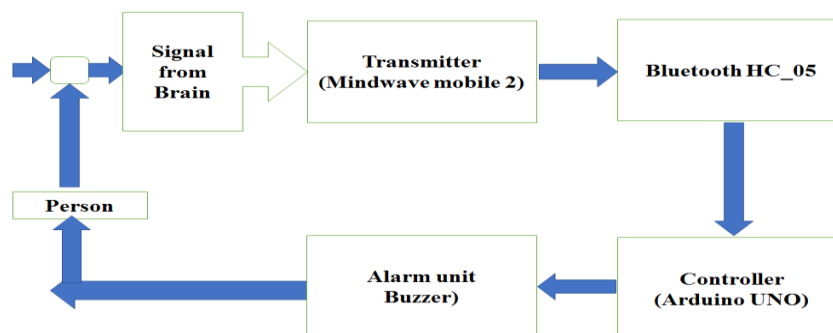 Signal
from
Brain
Transmitter
(Mindwave mobile 2)
Bluetooth HC_05
Person
Alarm unit
Buzzer)
Controller
(Arduino UNO)